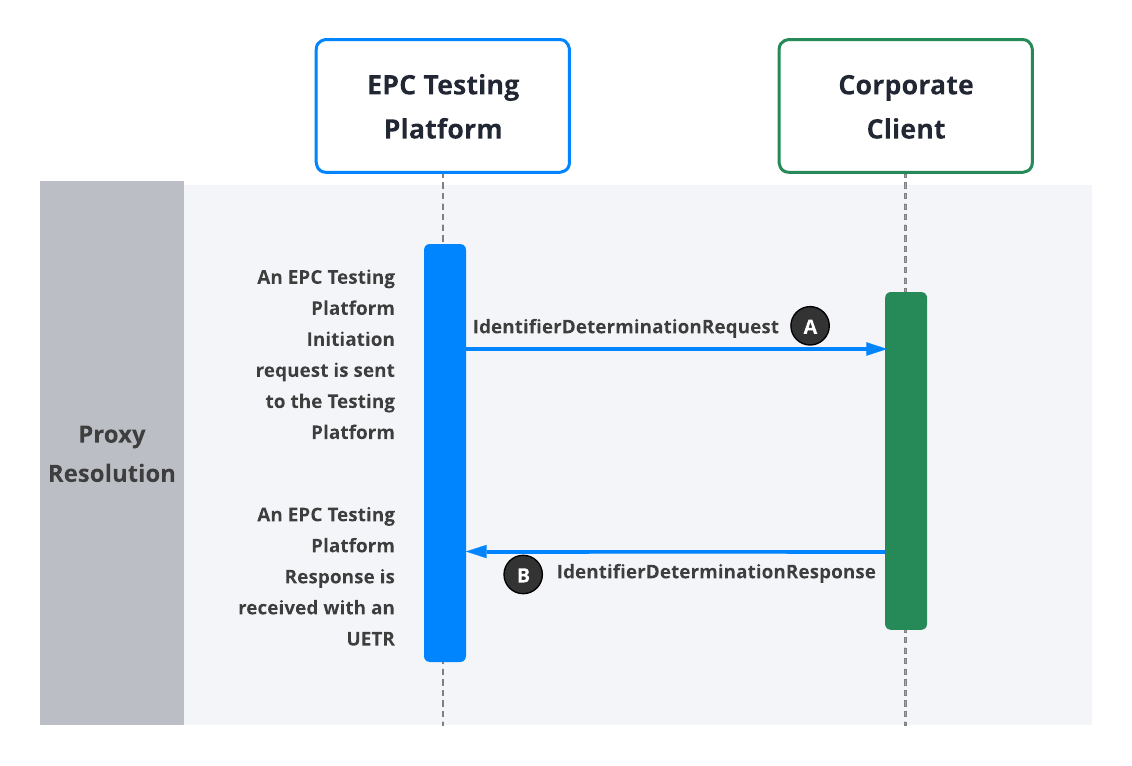 EPC Testing
Platform
Corporate
Client
Proxy
Resolution
An EPC Testing
Platform
Initiation
request is sent
to the Testing
Platform
IdentifierDeterminationRequest
A
An EPC Testing
Platform
Response is
received with an
UETR
B
IdentifierDeterminationResponse